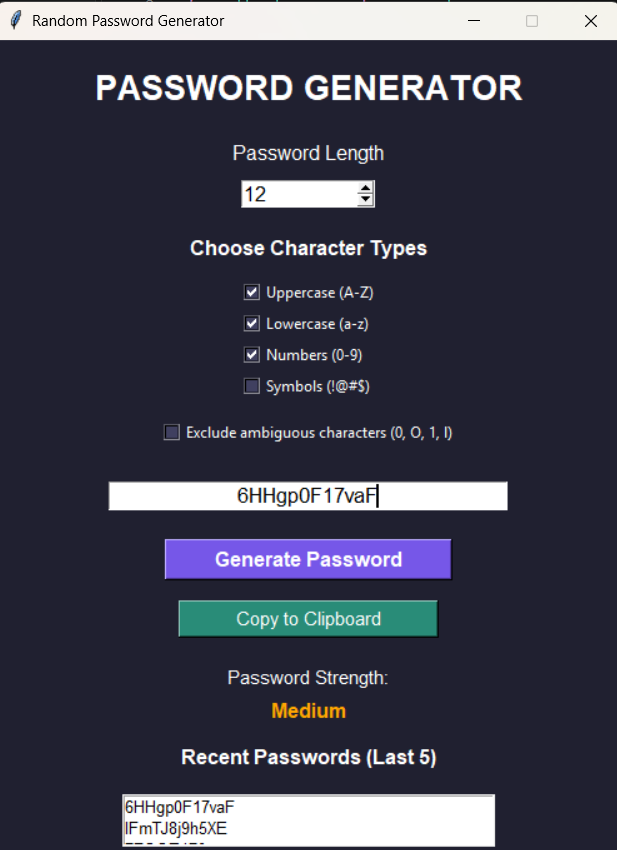 Random Password Generator
PASSWORD GENERATOR
Password Length
12
Choose Character Types
Uppercase (A-Z)
Lowercase (a-z)
Numbers (0-9)
Symbols (!@#$)
Exclude ambiguous characters (0, O, 1, l)
6HHgp0F17vaF
Generate Password
Copy to Clipboard
Password Strength:
Medium
Recent Passwords (Last 5)
6HHgp0F17vaF
lFmTJ8j9h5XE